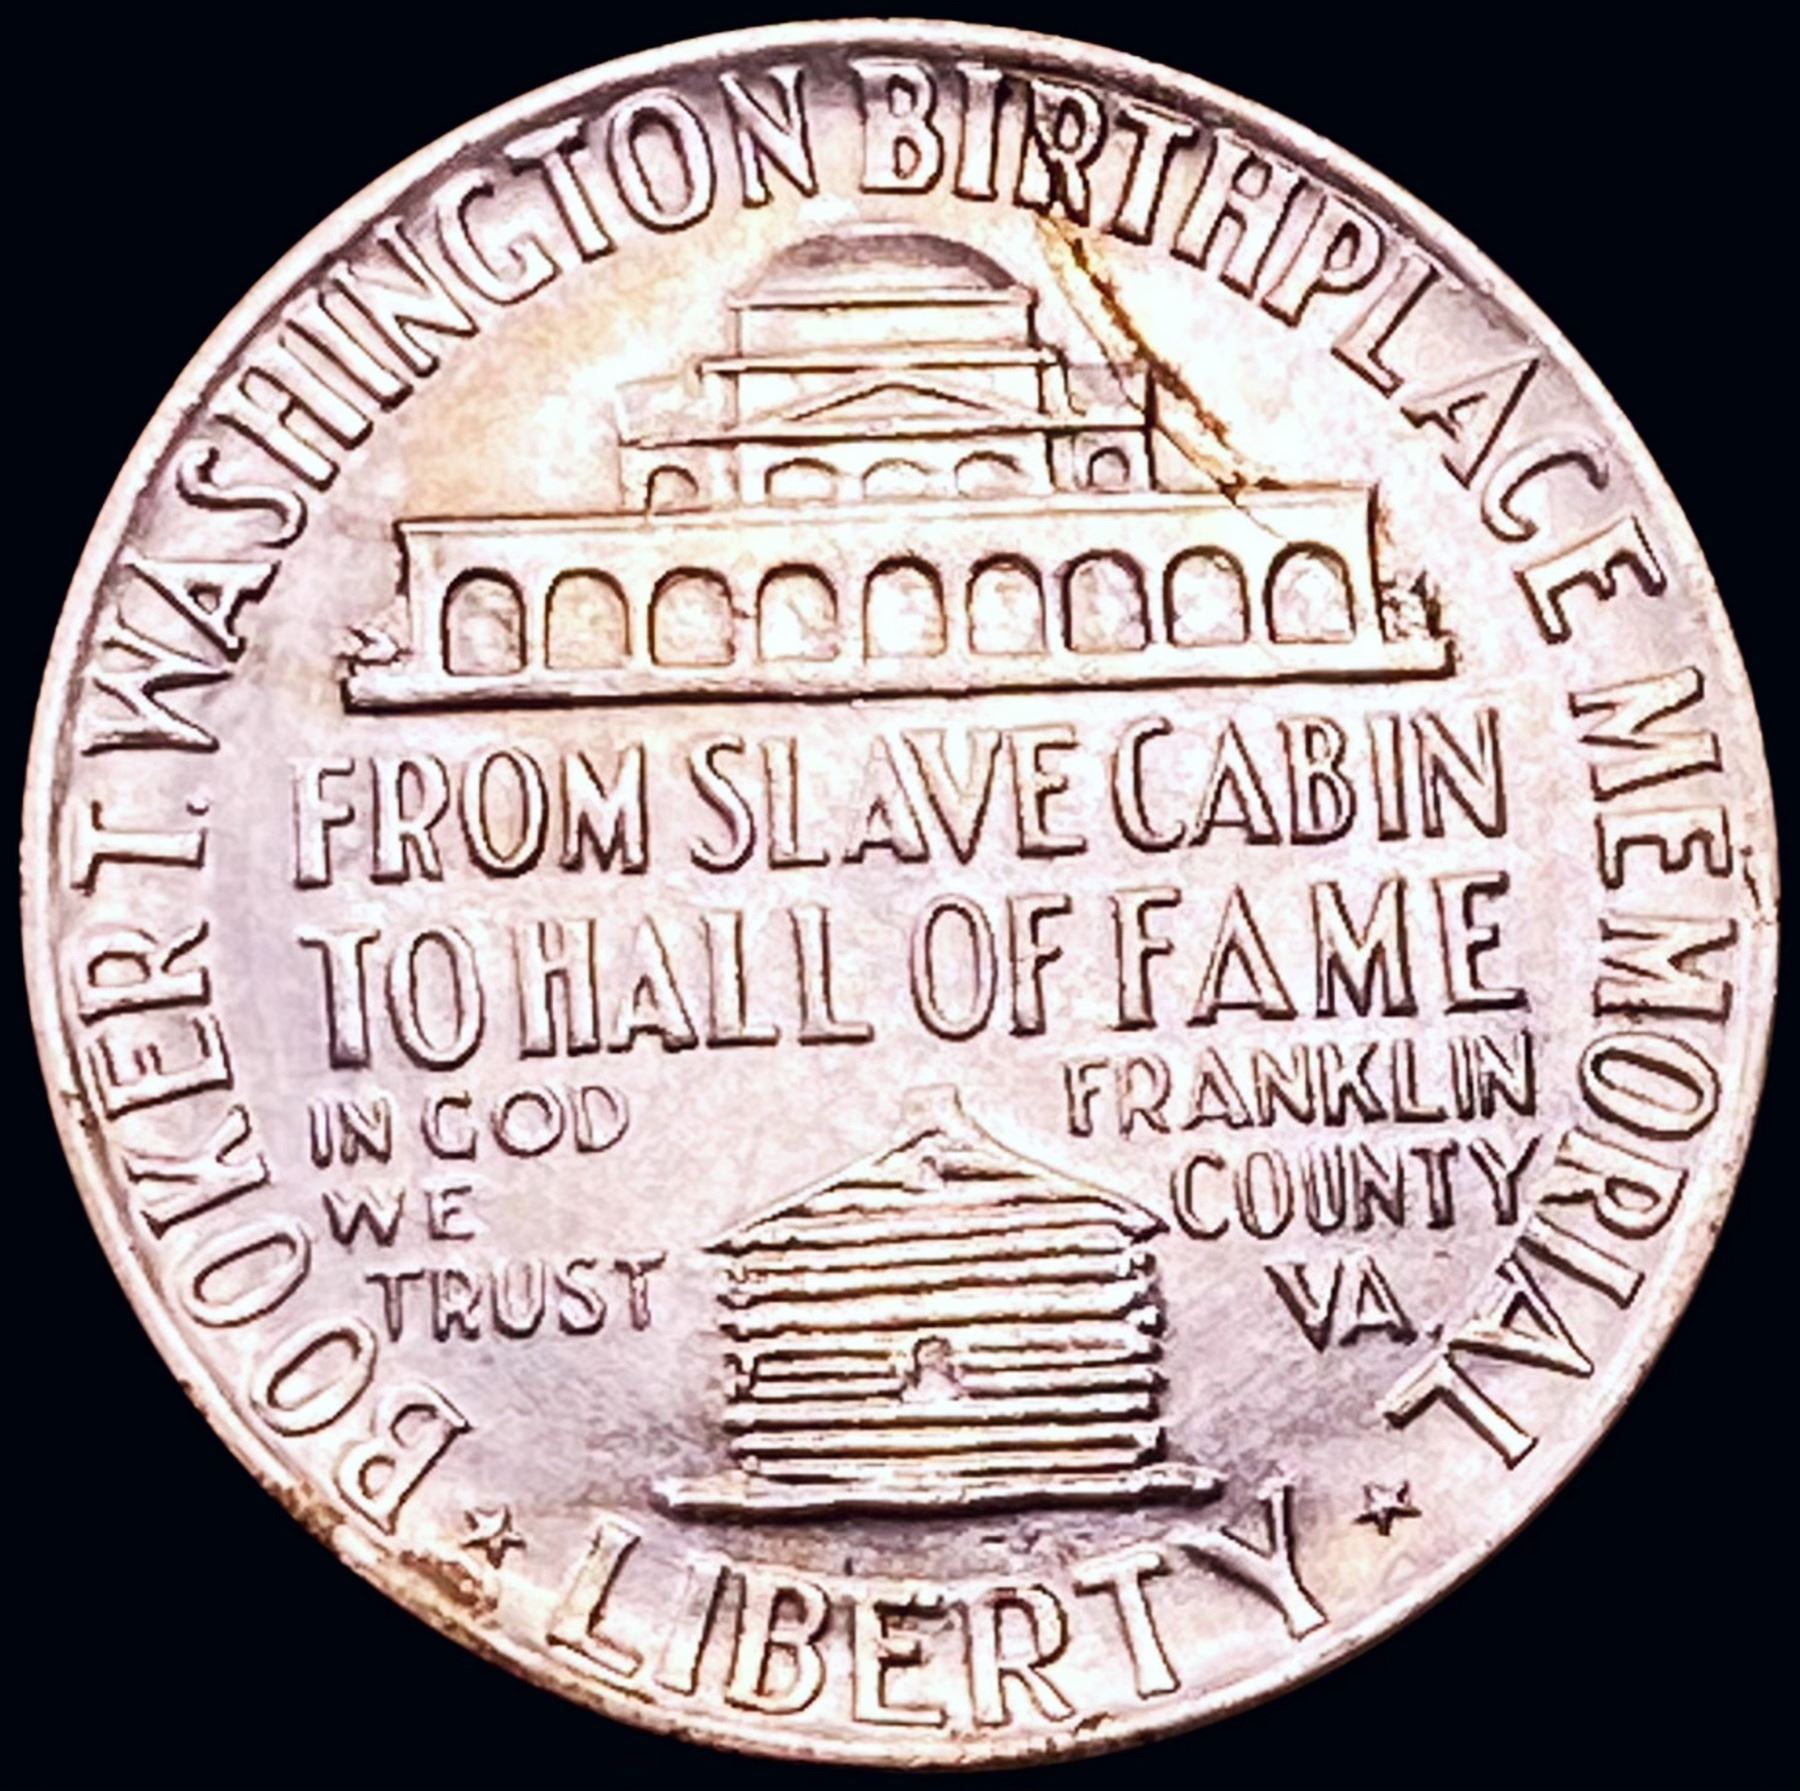 BOOKER T. WASHINGTON BIRTHPLACE MEMORIAL
FROM SLAVE CABIN
TO HALL OF FAME
IN GOD
WE
TRUST
FRANKLIN
COUNTY
VA.
LIBERTY